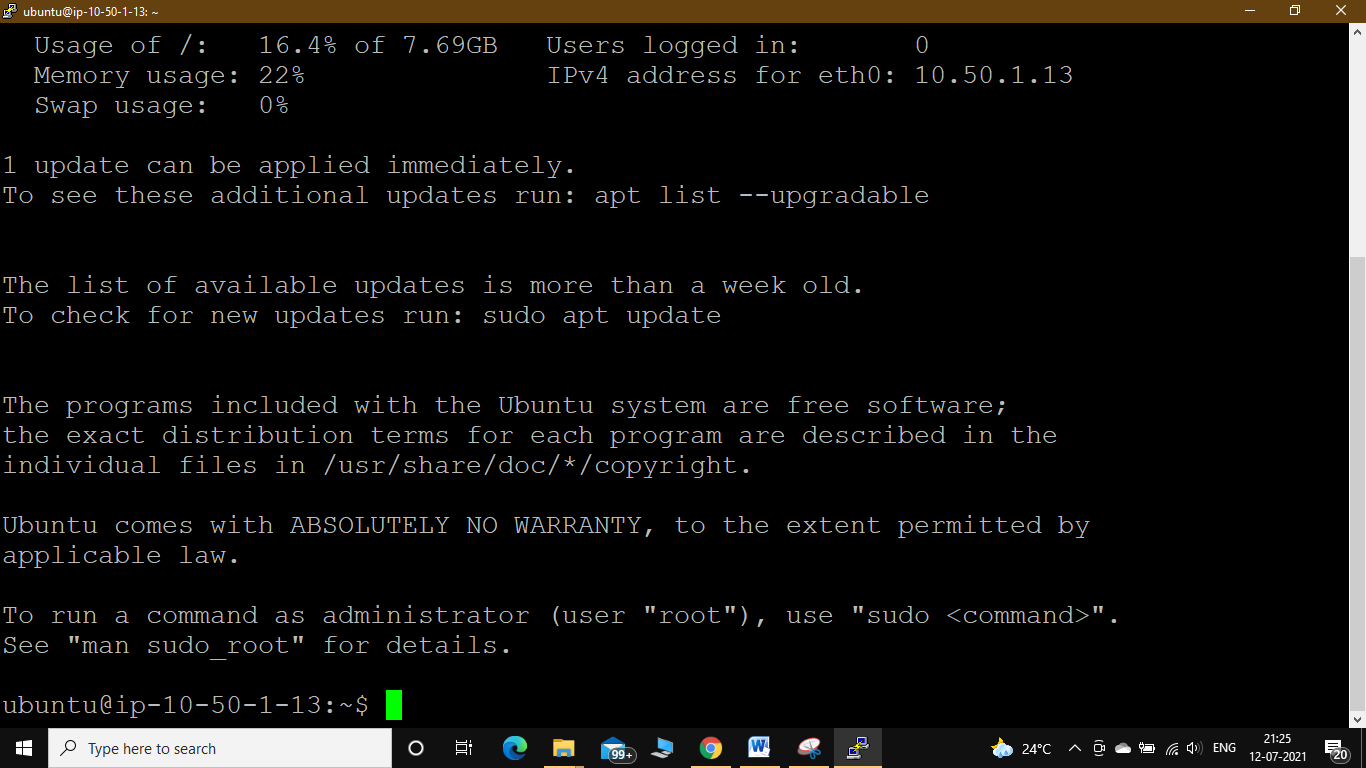 ubuntu@ip-10-50-1-13: ~
Usage of /: 16.4% of 7.69GB Users logged in: 0
Memory usage: 22% IPv4 address for eth0: 10.50.1.13
Swap usage: 0%
1 update can be applied immediately.
To see these additional updates run: apt list --upgradable
The list of available updates is more than a week old.
To check for new updates run: sudo apt update
The programs included with the Ubuntu system are free software;
the exact distribution terms for each program are described in the
individual files in /usr/share/doc/*/copyright.
Ubuntu comes with ABSOLUTELY NO WARRANTY, to the extent permitted by
applicable law.
To run a command as administrator (user "root"), use "sudo <command>".
See "man sudo_root" for details.
ubuntu@ip-10-50-1-13:~$
Type here to search 99+ W 24°C ENG 21:25 20
12-07-2021